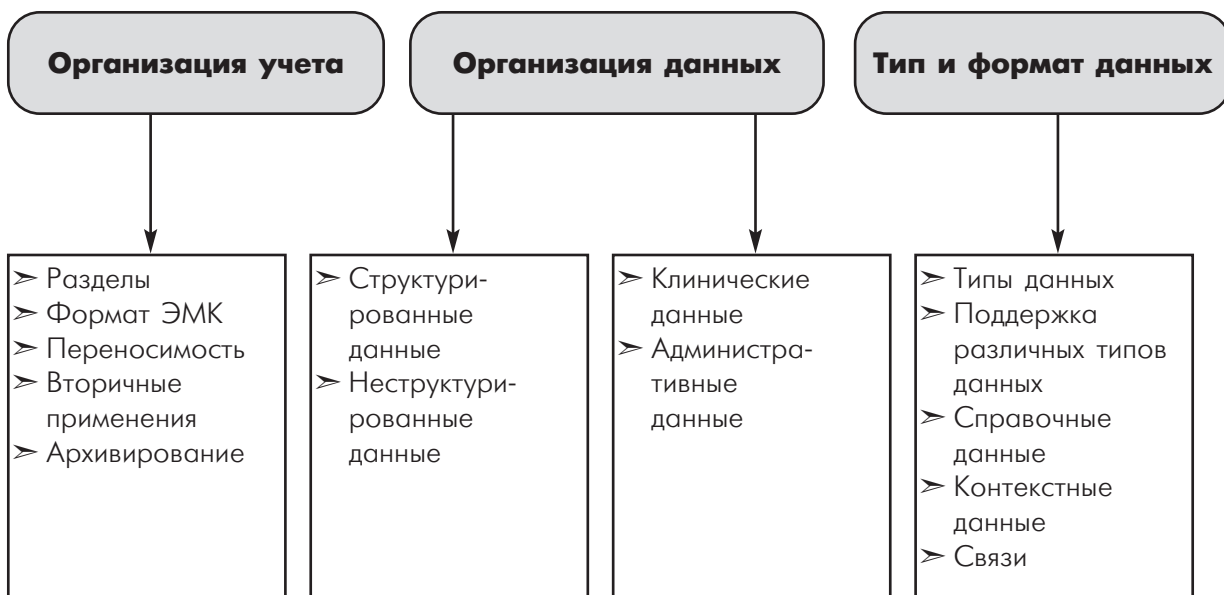 Организация учета
Организация данных
Тип и формат данных
➢ Разделы
➢ Формат ЭМК
➢ Переносимость
➢ Вторичные
применения
➢ Архивирование
➢ Структури-
рованные
данные
➢ Неструктури-
рованные
данные
➢ Клинические
данные
➢ Администра-
тивные
данные
➢ Типы данных
➢ Поддержка
различных типов
данных
➢ Справочные
данные
➢ Контекстные
данные
➢ Связи